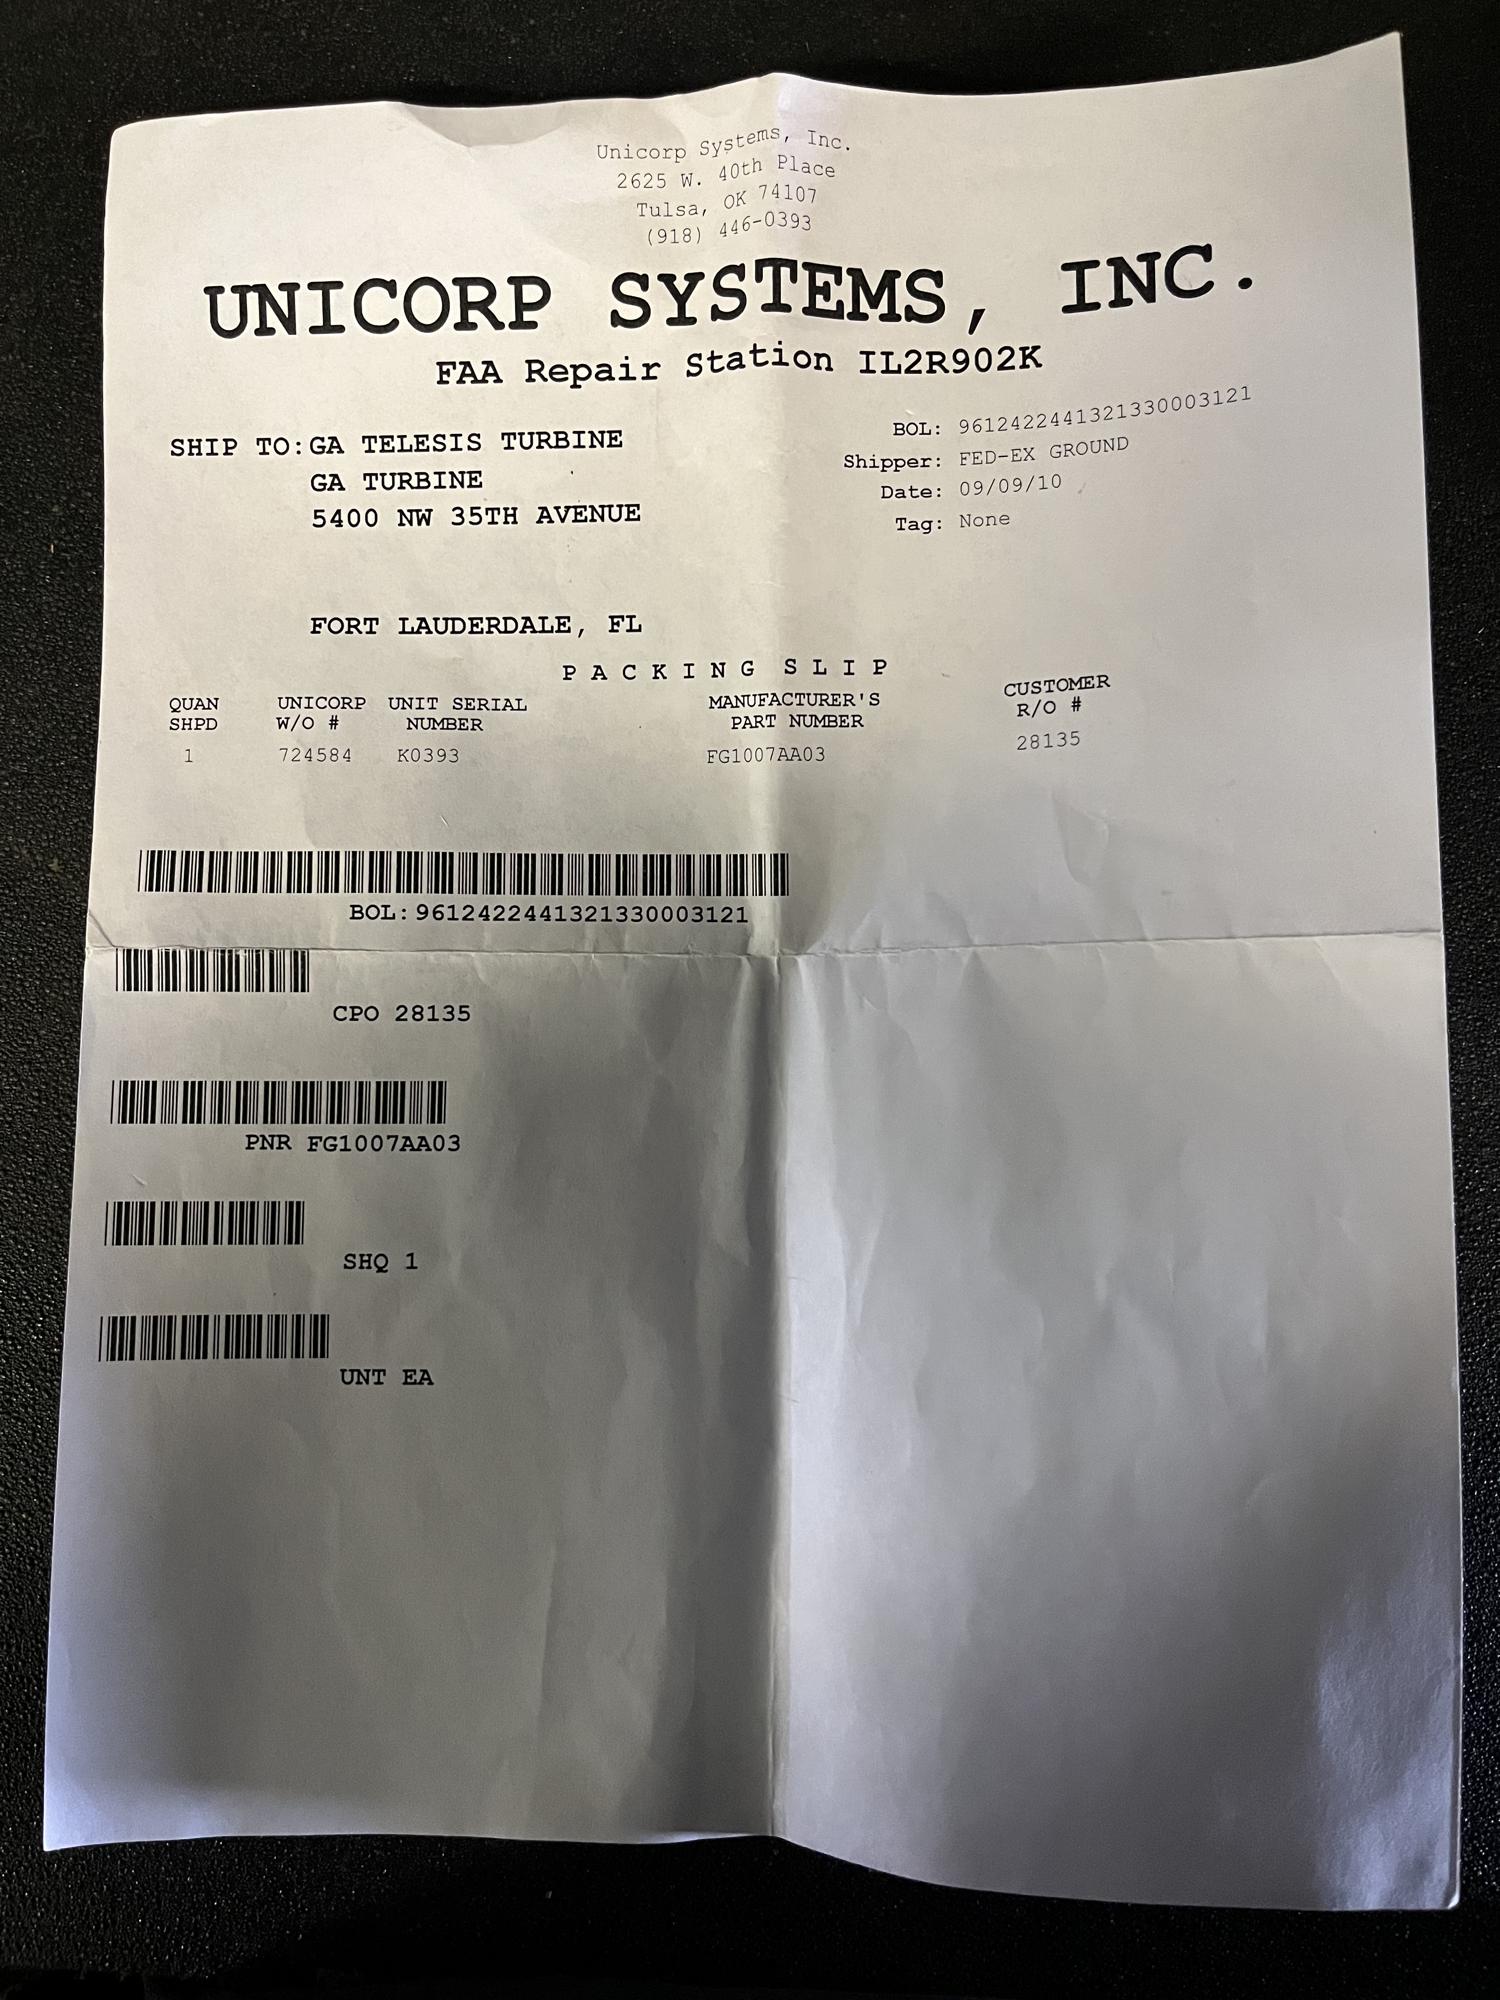 Unicorp Systems, Inc.
2625 W. 40th Place
Tulsa, OK 74107
(918) 446-0393
UNICORP SYSTEMS, INC.
FAA Repair Station IL2R902K
SHIP TO: GA TELESIS TURBINE
GA TURBINE
5400 NW 35TH AVENUE
FORT LAUDERDALE, FL
BOL: 9612422441321330003121
Shipper: FED-EX GROUND
Date: 09/09/10
Tag: None
PACKING SLIP
QUAN SHPD UNICORP W/O # UNIT SERIAL NUMBER MANUFACTURER'S PART NUMBER CUSTOMER R/O #
1 724584 K0393 FG1007AA03 28135
BOL: 9612422441321330003121
CPO 28135
PNR FG1007AA03
SHQ 1
UNT EA